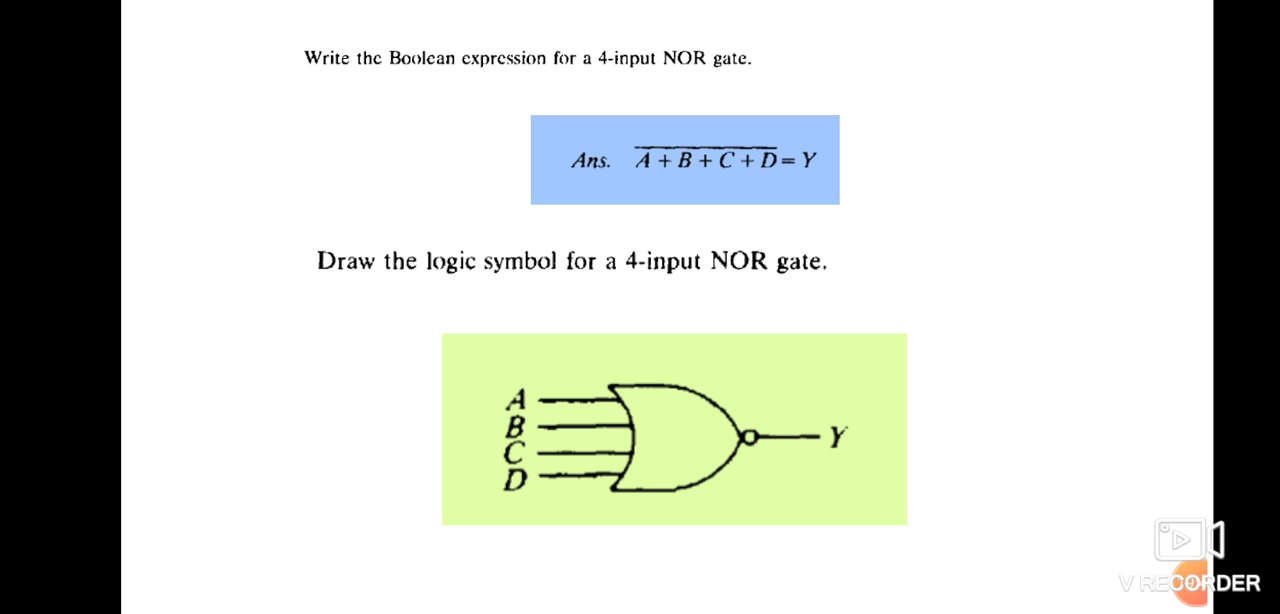 Write the Boolean expression for a 4-input NOR gate.
Ans. A + B + C + D = Y
Draw the logic symbol for a 4-input NOR gate.
A
B
C
D
Y
V RECORDER